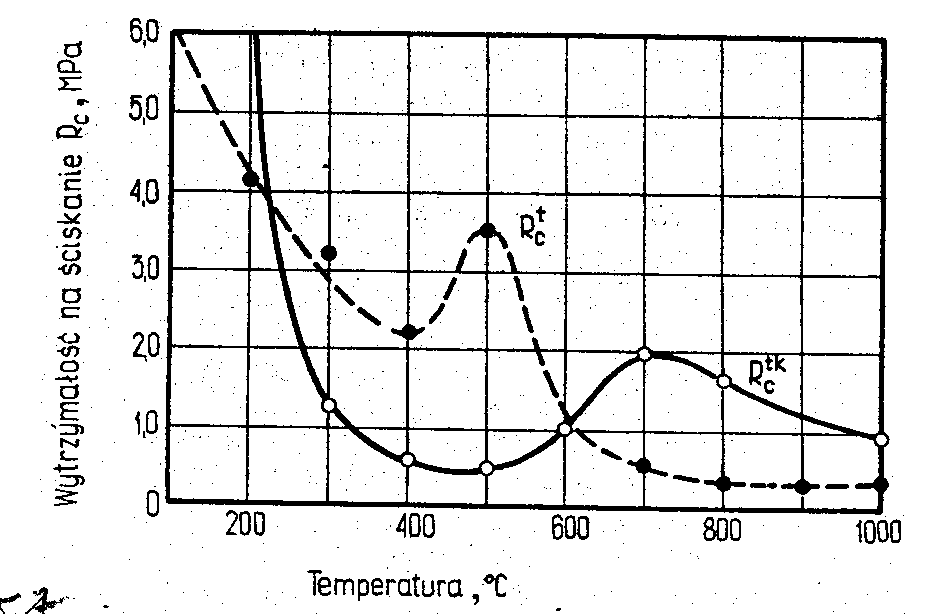 Wytrzymałość na ściskanie R_c, MPa
6,0
5,0
4,0
3,0
2,0
1,0
0
R_c^t
R_c^tk
200 400 600 800 1000
Temperatura, °C